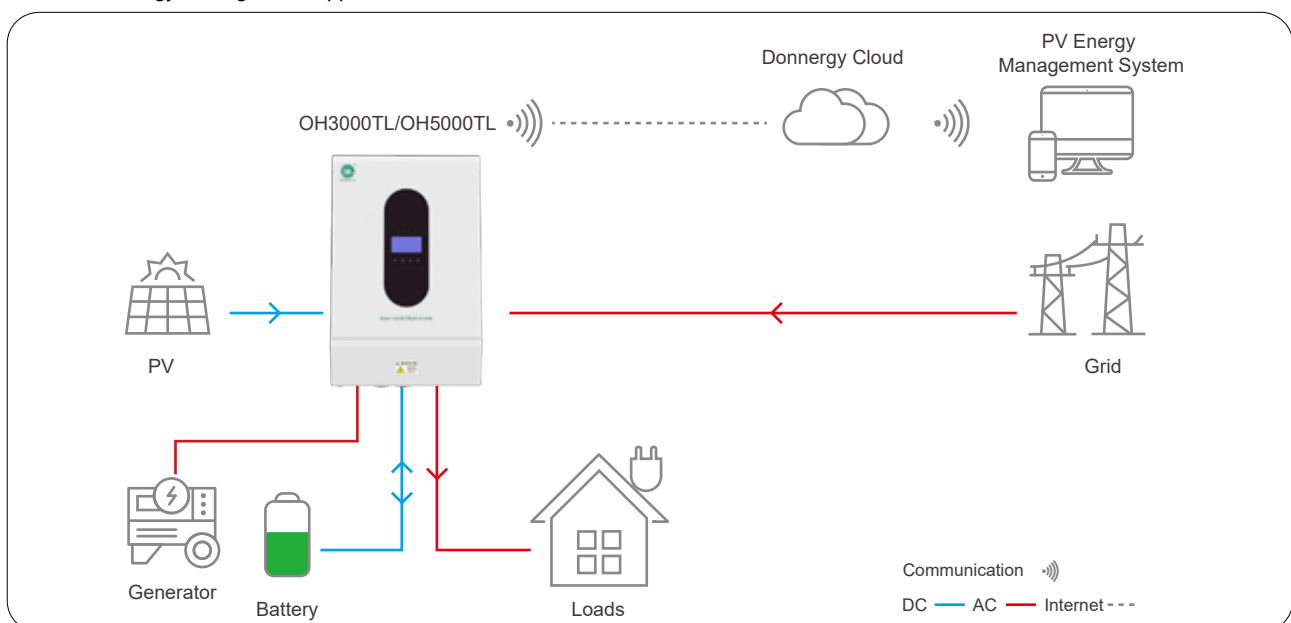 Donnergy Cloud
PV Energy
Management System
OH3000TL/OH5000TL
PV
Grid
Generator
Battery
Loads
Communication
DC
AC
Internet